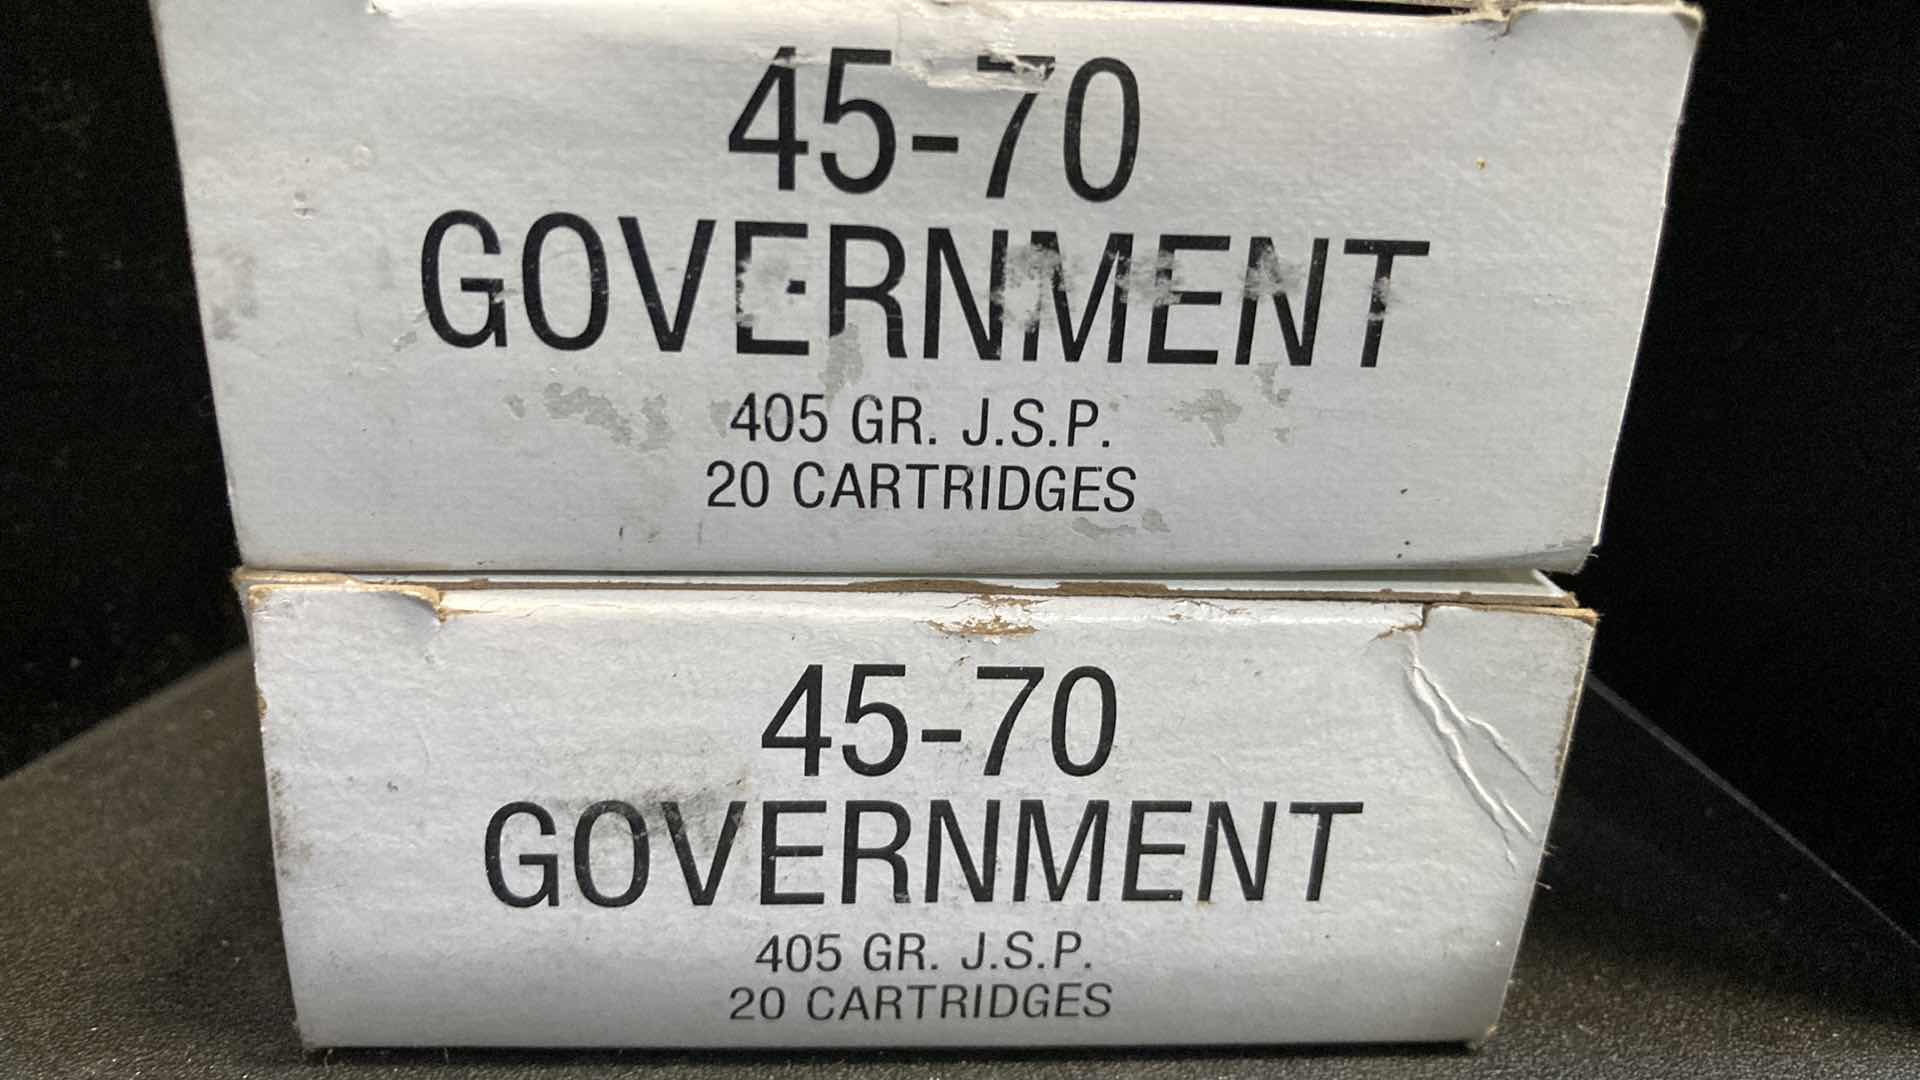 45-70
GOVERNMENT
405 GR. J.S.P.
20 CARTRIDGES
45-70
GOVERNMENT
405 GR. J.S.P.
20 CARTRIDGES